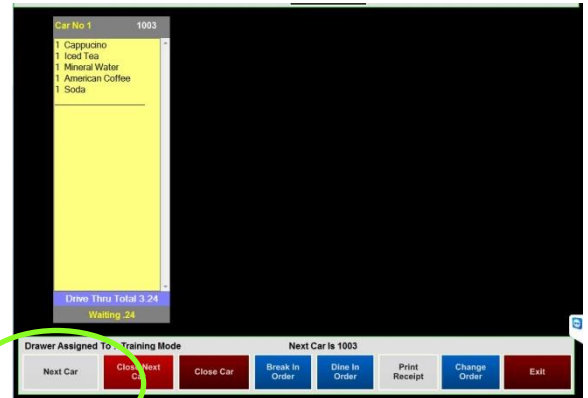 Car No 1 1003
1 Cappucino
1 Iced Tea
1 Mineral Water
1 American Coffee
1 Soda
Drive Thru Total 3.24
Waiting .24
Drawer Assigned To Training Mode Next Car Is 1003
Next Car
Close Next Car
Close Car
Break In
Order
Dine In
Order
Print
Receipt
Change
Order
Exit